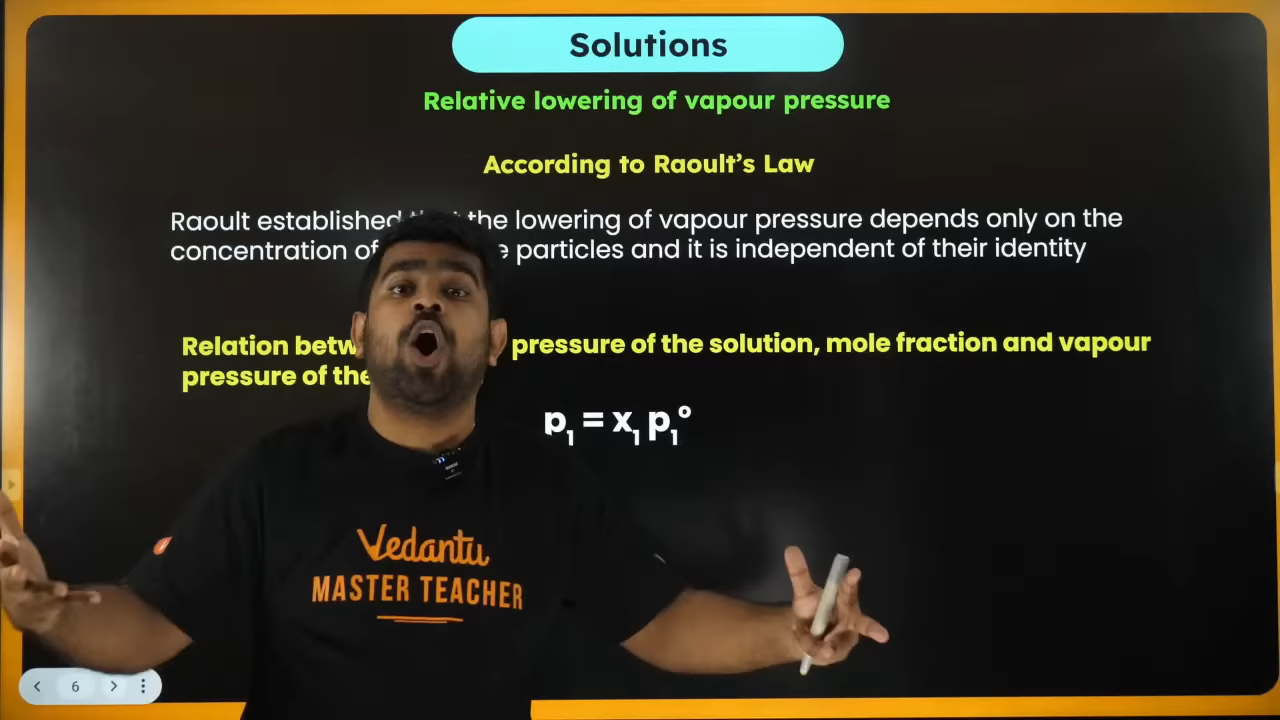 Solutions
Relative lowering of vapour pressure
According to Raoult's Law
Raoult established the lowering of vapour pressure depends only on the
concentration of particles and it is independent of their identity
Relation pressure of the solution, mole fraction and vapour
pressure of the
p₁ = x₁ p₁°
Vedantu
MASTER TEACHER
6